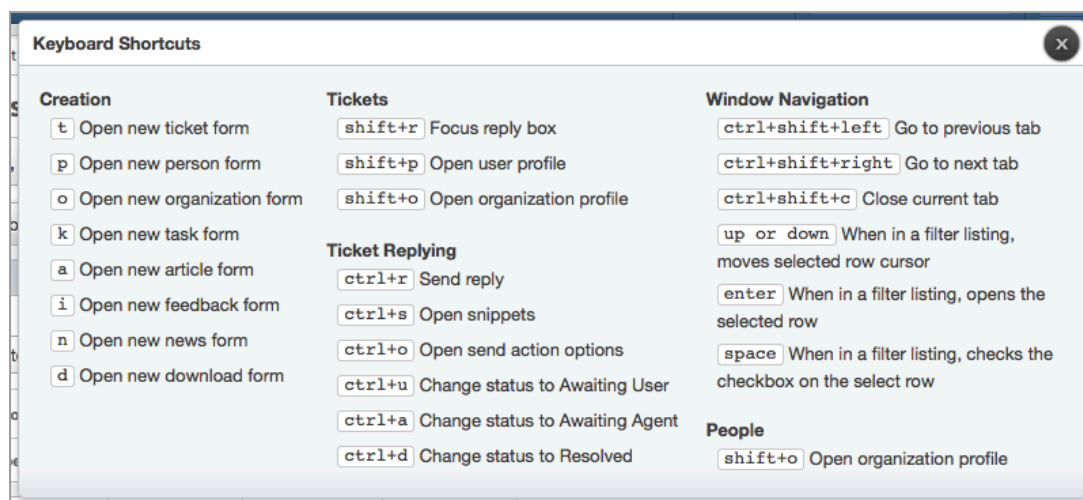 Keyboard Shortcuts
Creation
t Open new ticket form
p Open new person form
o Open new organization form
k Open new task form
a Open new article form
i Open new feedback form
n Open new news form
d Open new download form
Tickets
shift+r Focus reply box
shift+p Open user profile
shift+o Open organization profile
Ticket Replying
ctrl+r Send reply
ctrl+s Open snippets
ctrl+o Open send action options
ctrl+u Change status to Awaiting User
ctrl+a Change status to Awaiting Agent
ctrl+d Change status to Resolved
Window Navigation
ctrl+shift+left Go to previous tab
ctrl+shift+right Go to next tab
ctrl+shift+c Close current tab
up or down When in a filter listing,
moves selected row cursor
enter When in a filter listing, opens the
selected row
space When in a filter listing, checks the
checkbox on the select row
People
shift+o Open organization profile